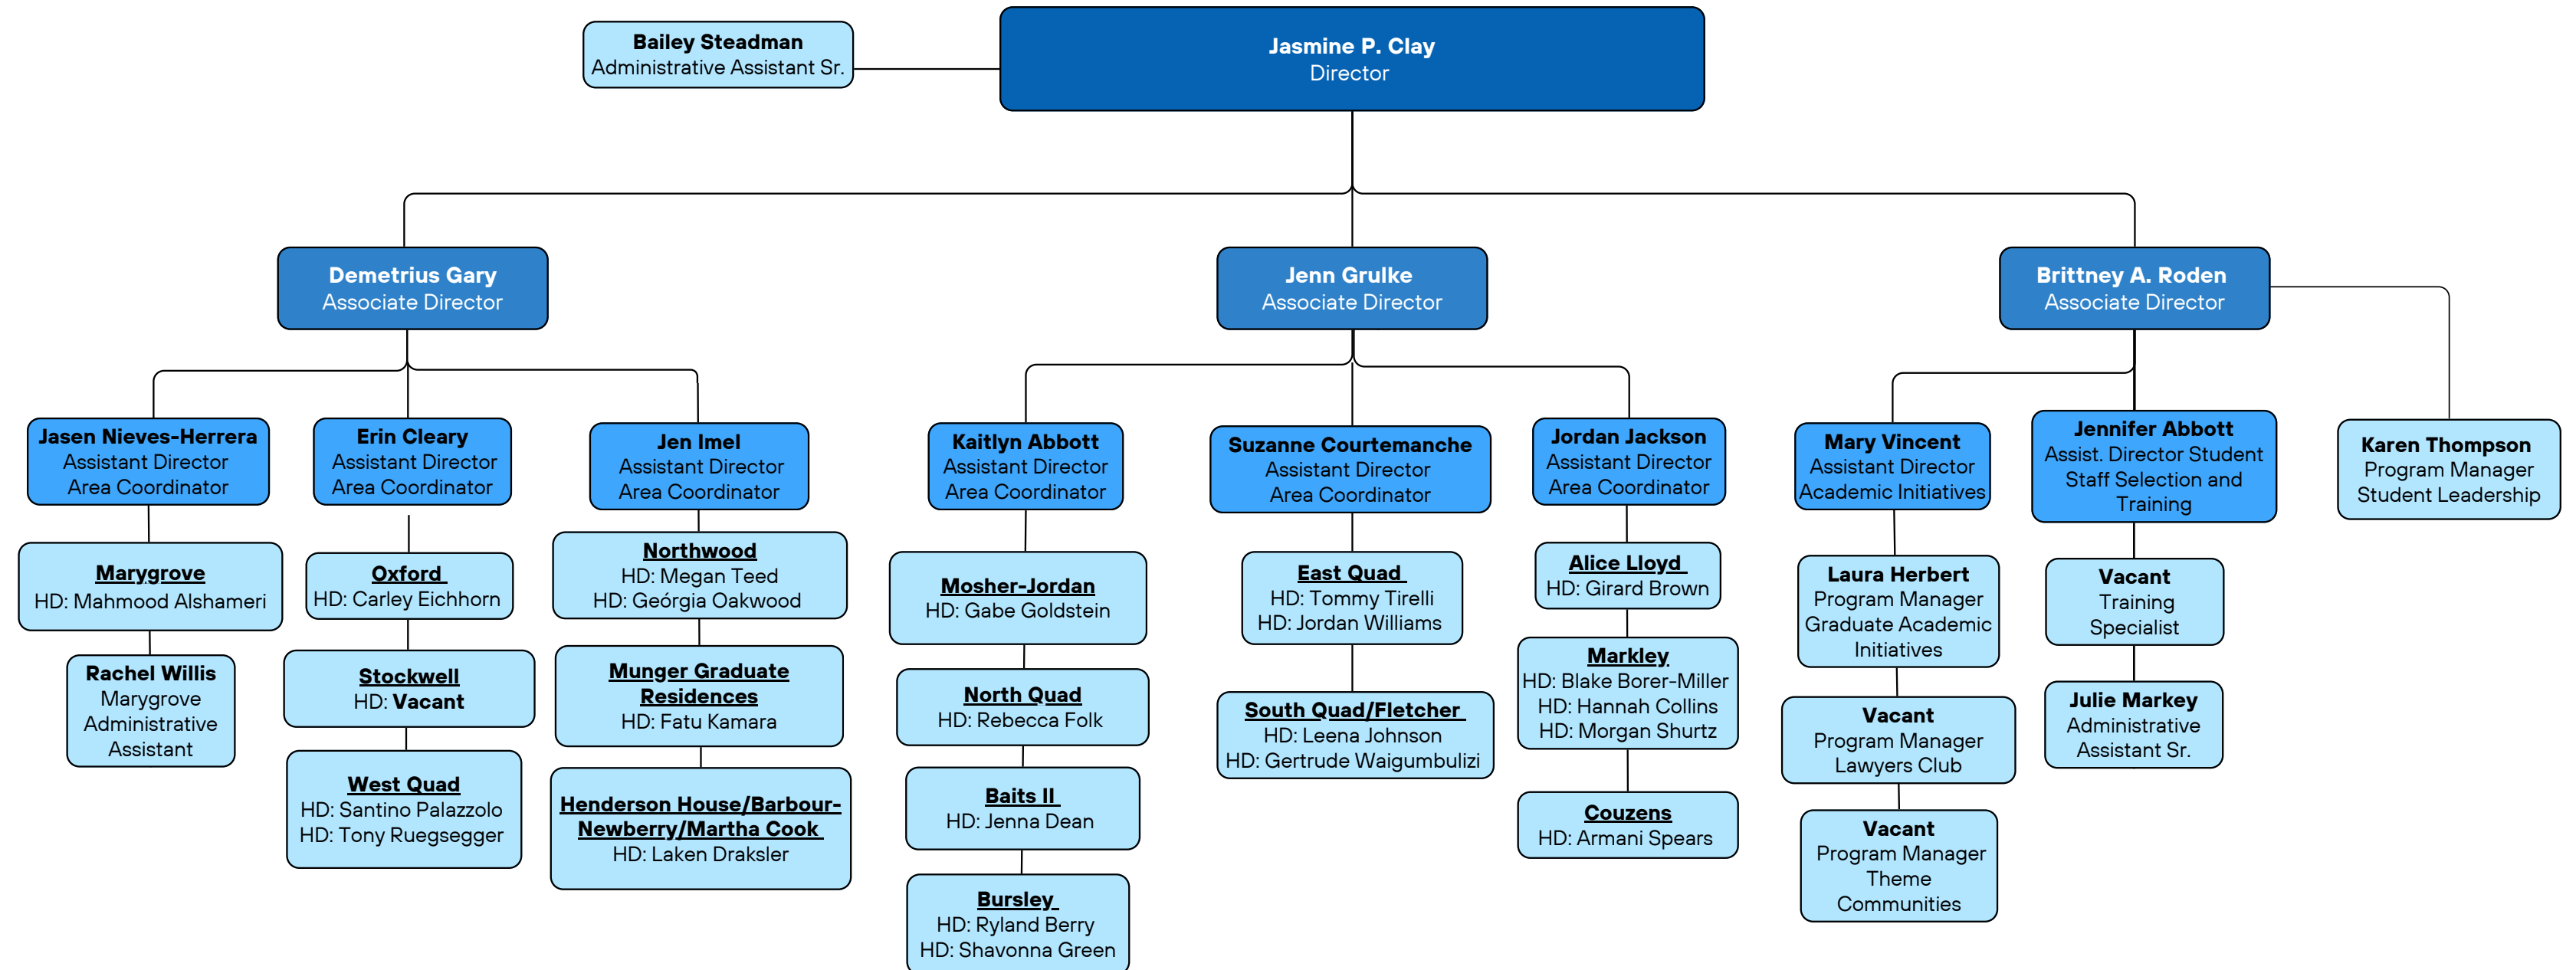 Bailey Steadman
Administrative Assistant Sr.
Jasmine P. Clay
Director
Demetrius Gary
Associate Director
Jenn Grulke
Associate Director
Brittney A. Roden
Associate Director
Jasen Nieves-Herrera
Assistant Director
Area Coordinator
Erin Cleary
Assistant Director
Area Coordinator
Jen Imel
Assistant Director
Area Coordinator
Kaitlyn Abbott
Assistant Director
Area Coordinator
Suzanne Courtemanche
Assistant Director
Area Coordinator
Jordan Jackson
Assistant Director
Area Coordinator
Mary Vincent
Assistant Director
Academic Initiatives
Jennifer Abbott
Assist. Director Student
Staff Selection and
Training
Karen Thompson
Program Manager
Student Leadership
Marygrove
HD: Mahmood Alshameri
Rachel Willis
Marygrove
Administrative
Assistant
Oxford
HD: Carley Eichhorn
Stockwell
HD: Vacant
West Quad
HD: Santino Palazzolo
HD: Tony Ruegsegger
Northwood
HD: Megan Teed
HD: Geórgia Oakwood
Munger Graduate
Residences
HD: Fatu Kamara
Henderson House/Barbour-
Newberry/Martha Cook
HD: Laken Draksler
Mosher-Jordan
HD: Gabe Goldstein
North Quad
HD: Rebecca Folk
Baits II
HD: Jenna Dean
Bursley
HD: Ryland Berry
HD: Shavonna Green
East Quad
HD: Tommy Tirelli
HD: Jordan Williams
South Quad/Fletcher
HD: Leena Johnson
HD: Gertrude Waigumbulizi
Alice Lloyd
HD: Girard Brown
Markley
HD: Blake Borer-Miller
HD: Hannah Collins
HD: Morgan Shurtz
Couzens
HD: Armani Spears
Laura Herbert
Program Manager
Graduate Academic
Initiatives
Vacant
Program Manager
Lawyers Club
Vacant
Program Manager
Theme
Communities
Vacant
Training
Specialist
Julie Markey
Administrative
Assistant Sr.